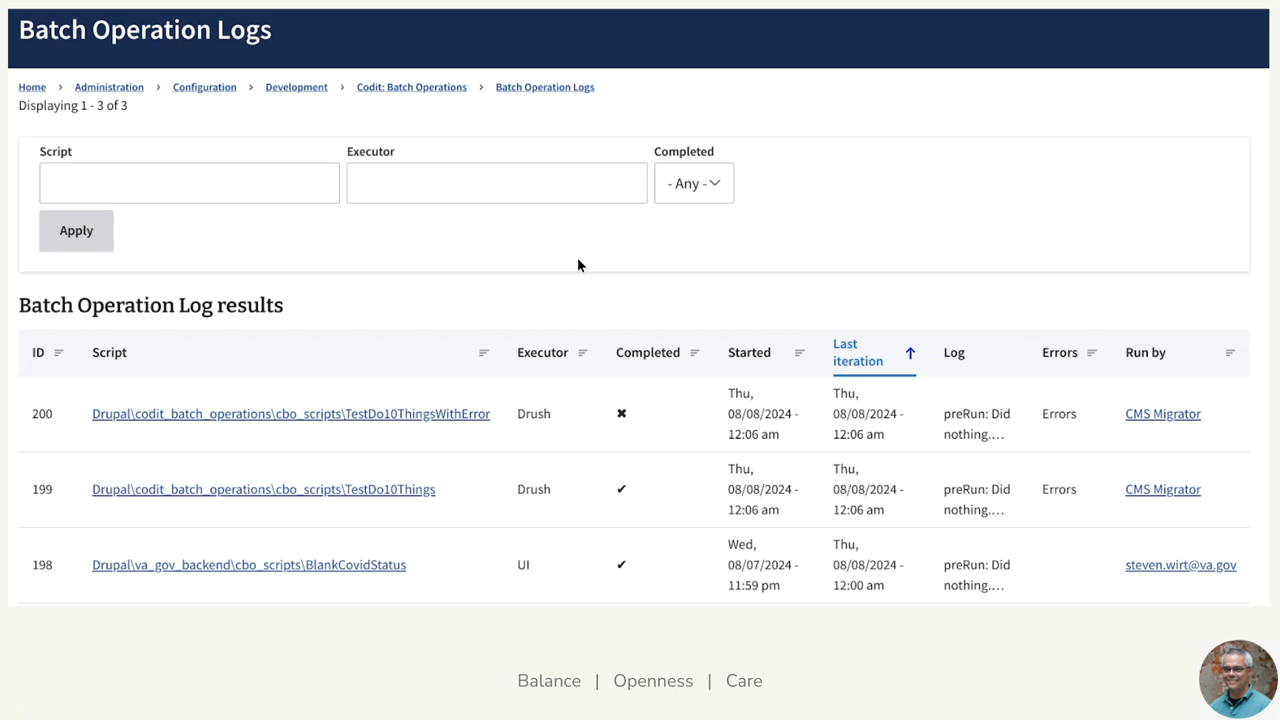 Batch Operation Logs
Home > Administration > Configuration > Development > Codit: Batch Operations > Batch Operation Logs
Displaying 1 - 3 of 3
Script Executor Completed
- Any -
Apply
Batch Operation Log results
ID Script Executor Completed Started Last iteration Log Errors Run by
200 Drupal\codit_batch_operations\cbo_scripts\TestDo10ThingsWithError Drush ✖ Thu, 08/08/2024 - 12:06 am Thu, 08/08/2024 - 12:06 am preRun: Did nothing.… Errors CMS Migrator
199 Drupal\codit_batch_operations\cbo_scripts\TestDo10Things Drush ✔ Thu, 08/08/2024 - 12:06 am Thu, 08/08/2024 - 12:06 am preRun: Did nothing.… Errors CMS Migrator
198 Drupal\va_gov_backend\cbo_scripts\BlankCovidStatus UI ✔ Wed, 08/07/2024 - 11:59 pm Thu, 08/08/2024 - 12:00 am preRun: Did nothing.… steven.wirt@va.gov
Balance | Openness | Care